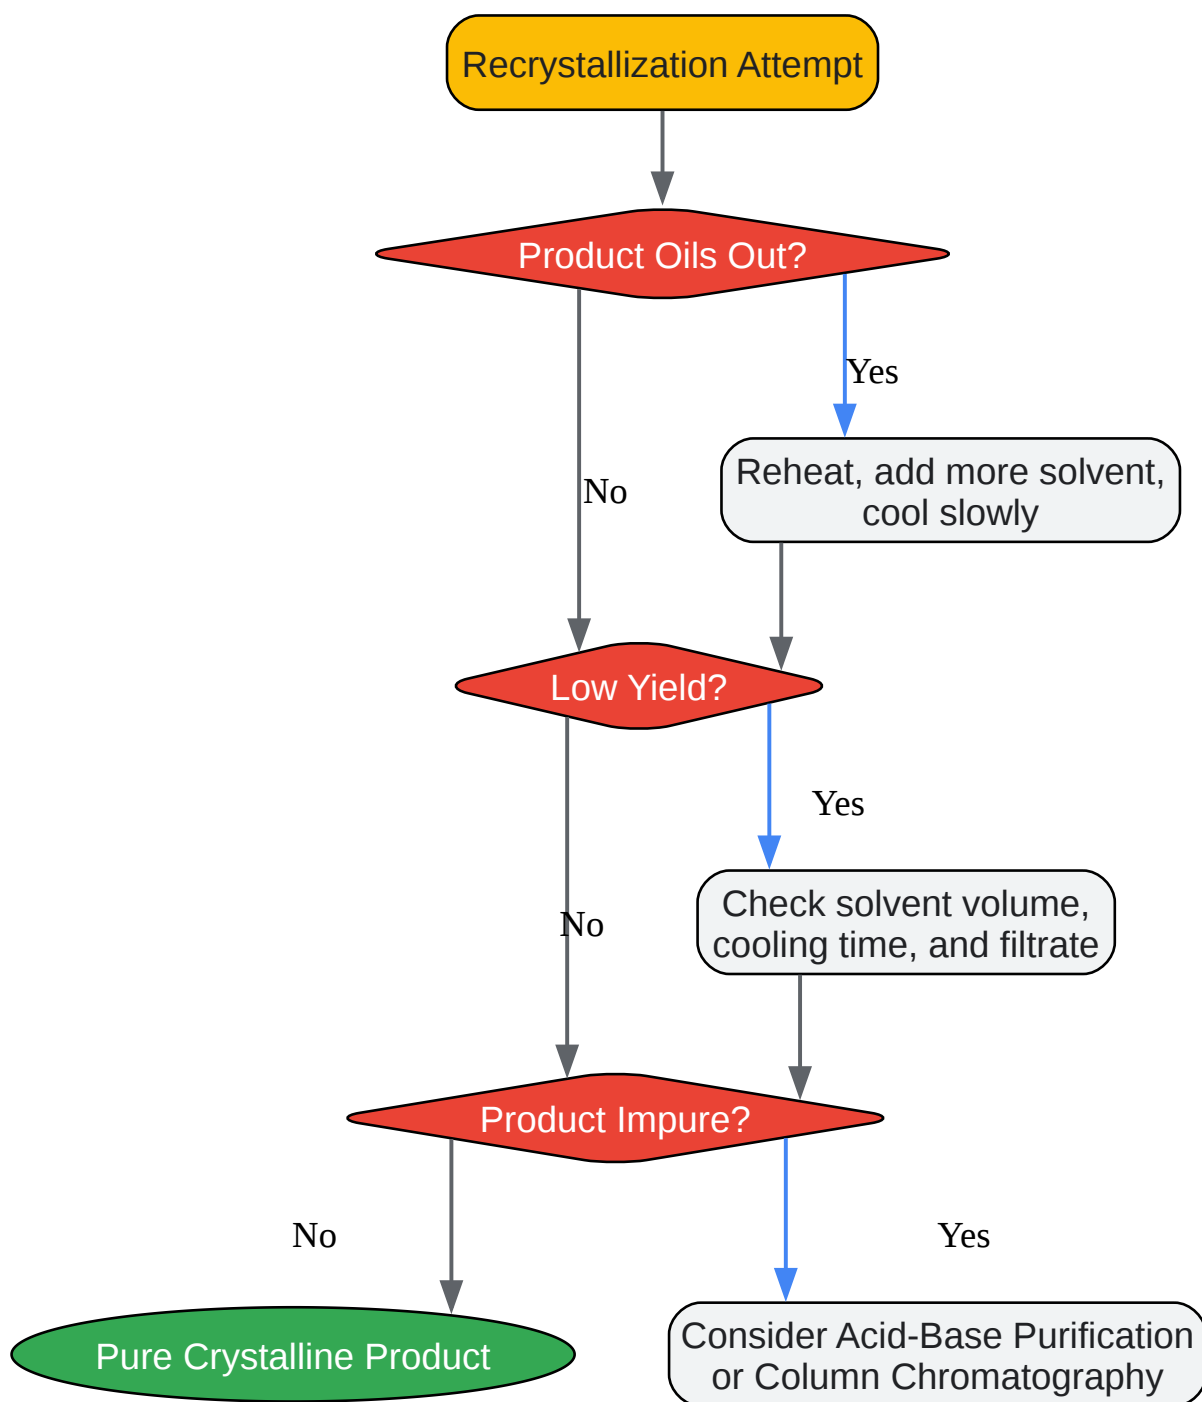 Recrystallization Attempt
Product Oils Out?
Yes
Reheat, add more solvent,
cool slowly
No
Low Yield?
Yes
Check solvent volume,
cooling time, and filtrate
No
Product Impure?
No
Yes
Pure Crystalline Product
Consider Acid-Base Purification
or Column Chromatography